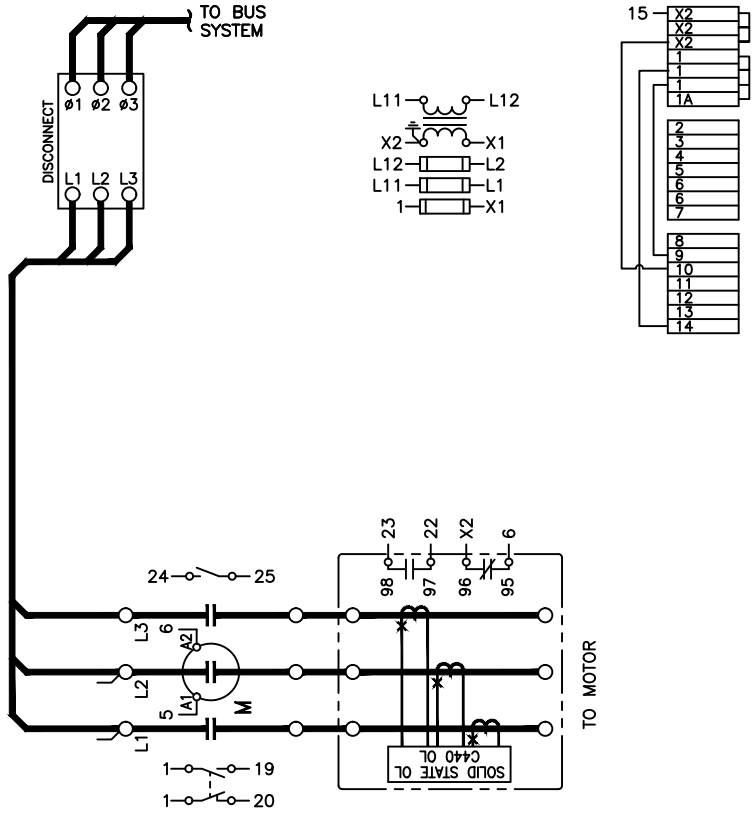 TO BUS
SYSTEM
ø1 ø2 ø3
DISCONNECT
L1 L2 L3
L11 L12
X2 X1
L12 L2
L11 L1
1 X1
15 X2
X2
X2
1
1
1
1A
2
3
4
5
6
6
7
8
9
10
11
12
13
14
23 22 X2 6
98 97 96 95
24 25
L3
6
A2
L2
A1
5
M
L1
1 19
1 20
SOLID STATE OL
C440 OL
TO MOTOR